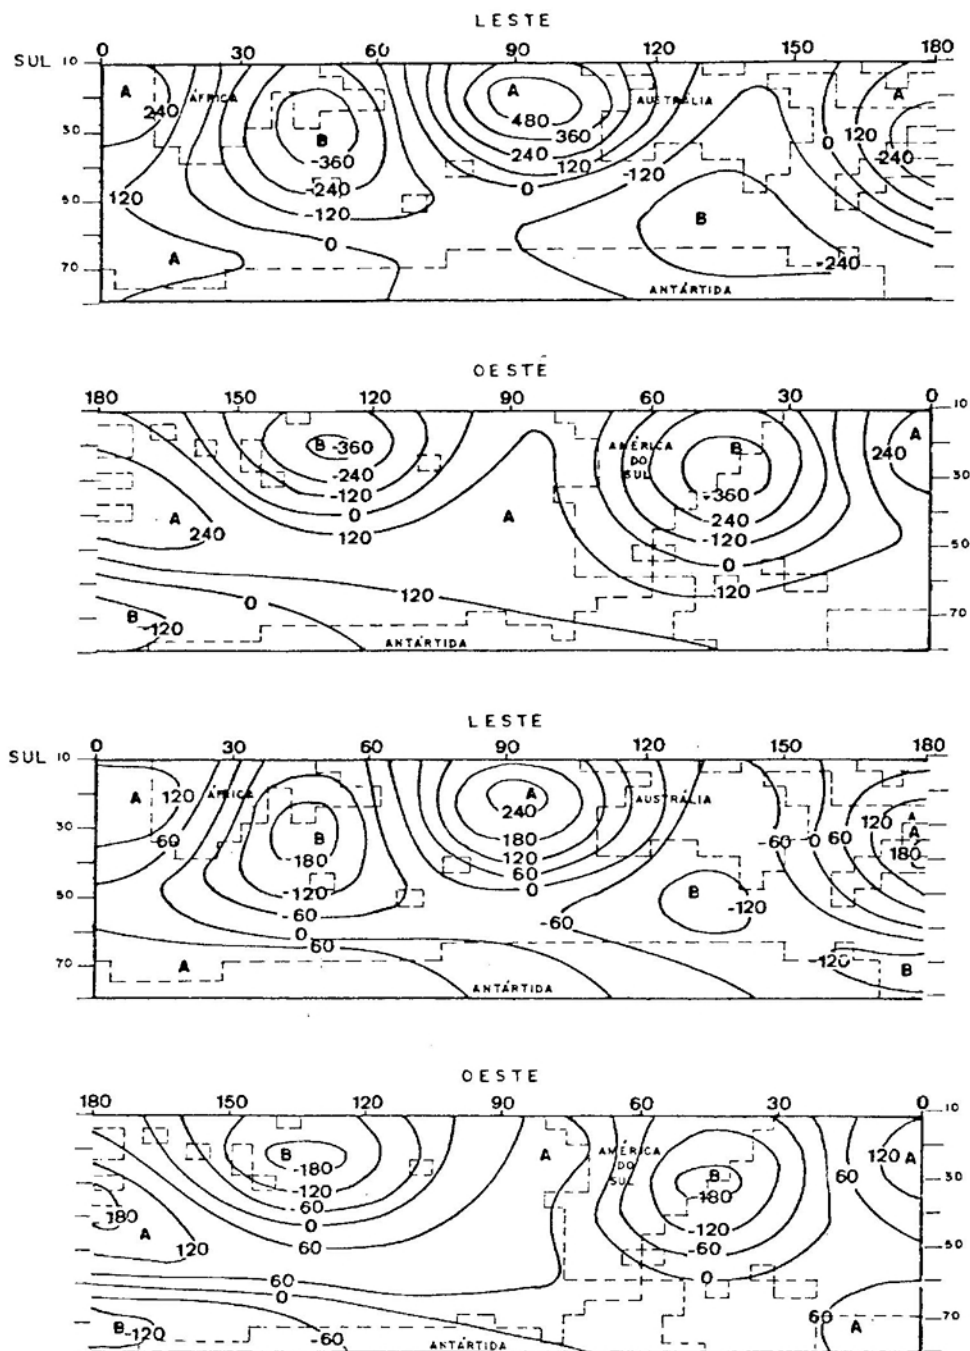 LESTE
0 30 60 90 120 150 180
SUL 10
A ÁFRICA A AUSTRÁLIA A
240 480
30 B 360 120
-360 240 0 -240
-240 120 -120
120 -120 0
50
B
0
A -240
70
ANTÁRTIDA
OESTE
180 150 120 90 60 30 0
10
B -360 AMÉRICA DO SUL B A
-240 240
-120 -360 30
A 0 A -240
240 120 -120
0 50
120 120
0
B -120 70
ANTÁRTIDA
LESTE
0 30 60 90 120 150 180
SUL 10
A 120 ÁFRICA A AUSTRÁLIA
240 120
30 B 180 A
60 -180 120 -60 0 60 180
-120 60
50 0 B
-60 -60 -120
0 60
70 A -120 B
ANTÁRTIDA
OESTE
180 150 120 90 60 30 0
10
B A AMÉRICA DO SUL 120 A
-180 B 60
-120 -180 30
180 60
A 0 -120
120 60 -60 50
60 0
0
B -120 60 A 70
-60
ANTÁRTIDA